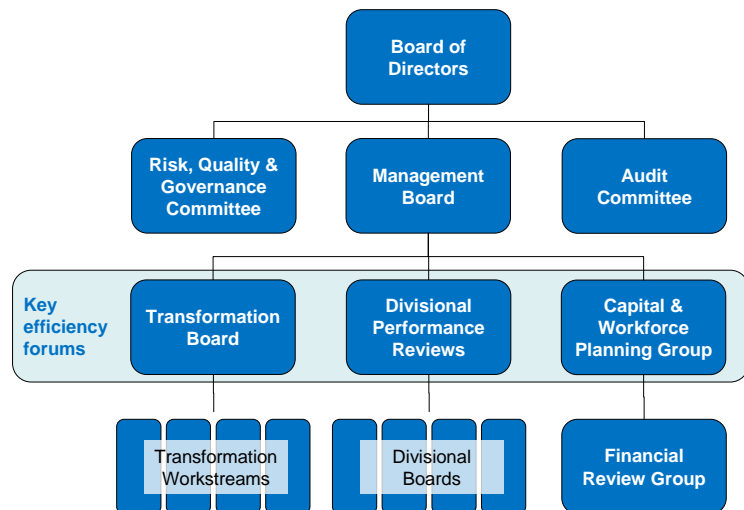 Board of
Directors
Risk, Quality &
Governance
Committee
Management
Board
Audit
Committee
Key
efficiency
forums
Transformation
Board
Divisional
Performance
Reviews
Capital &
Workforce
Planning Group
Transformation
Workstreams
Divisional
Boards
Financial
Review Group